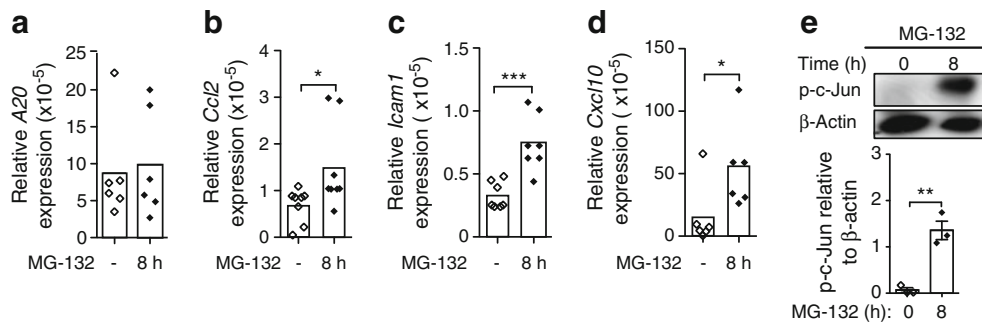 a
Relative A20
expression (x10-5)
25
20
15
10
5
0
MG-132 - 8 h
b
Relative Ccl2
expression (x10-5)
4
3
2
1
0
*
MG-132 - 8 h
c
Relative Icam1
expression ( x10-5)
1.5
1.0
0.5
0
***
MG-132 - 8 h
d
Relative Cxcl10
expression ( x10-5)
150
100
50
0
*
MG-132 - 8 h
e
MG-132
Time (h) 0 8
p-c-Jun
β-Actin
p-c-Jun relative
to β-actin
3
2
1
0
**
MG-132 (h): 0 8